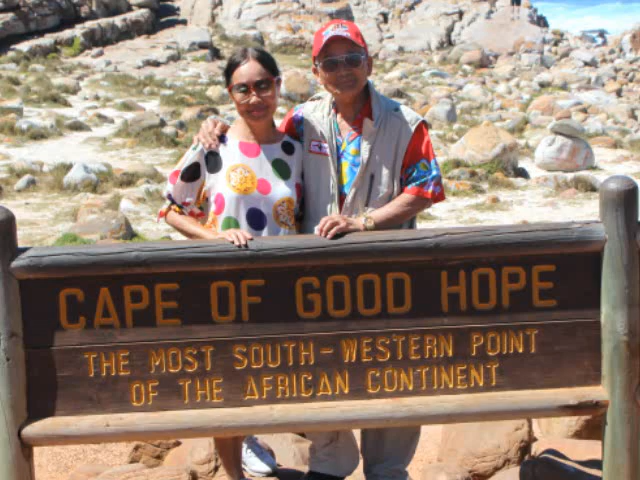 CAPE OF GOOD HOPE
THE MOST SOUTH-WESTERN POINT
OF THE AFRICAN CONTINENT